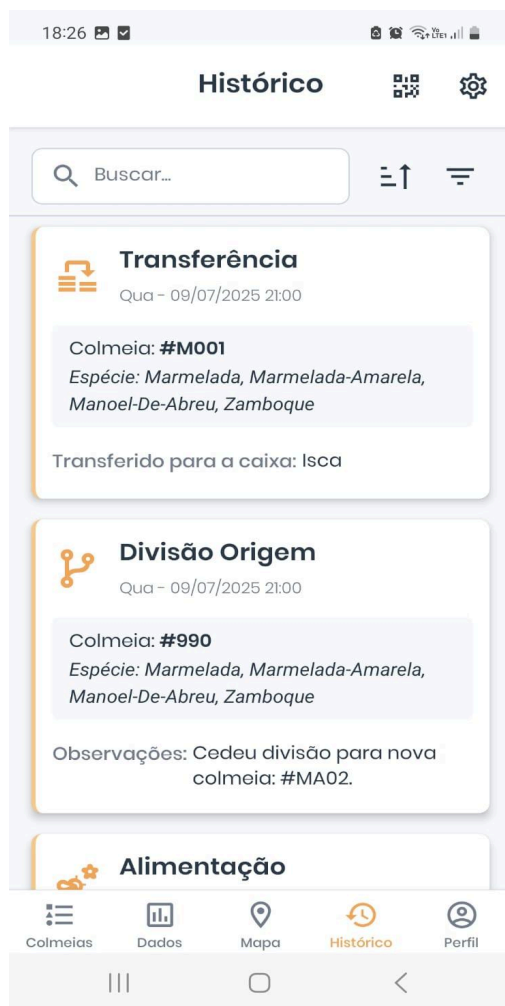 18:26
Histórico
Buscar...
Transferência
Qua - 09/07/2025 21:00
Colmeia: #M001
Espécie: Marmelada, Marmelada-Amarela,
Manoel-De-Abreu, Zamboque
Transferido para a caixa: Isca
Divisão Origem
Qua - 09/07/2025 21:00
Colmeia: #990
Espécie: Marmelada, Marmelada-Amarela,
Manoel-De-Abreu, Zamboque
Observações: Cedeu divisão para nova
colmeia: #MA02.
Alimentação
Colmeias Dados Mapa Histórico Perfil